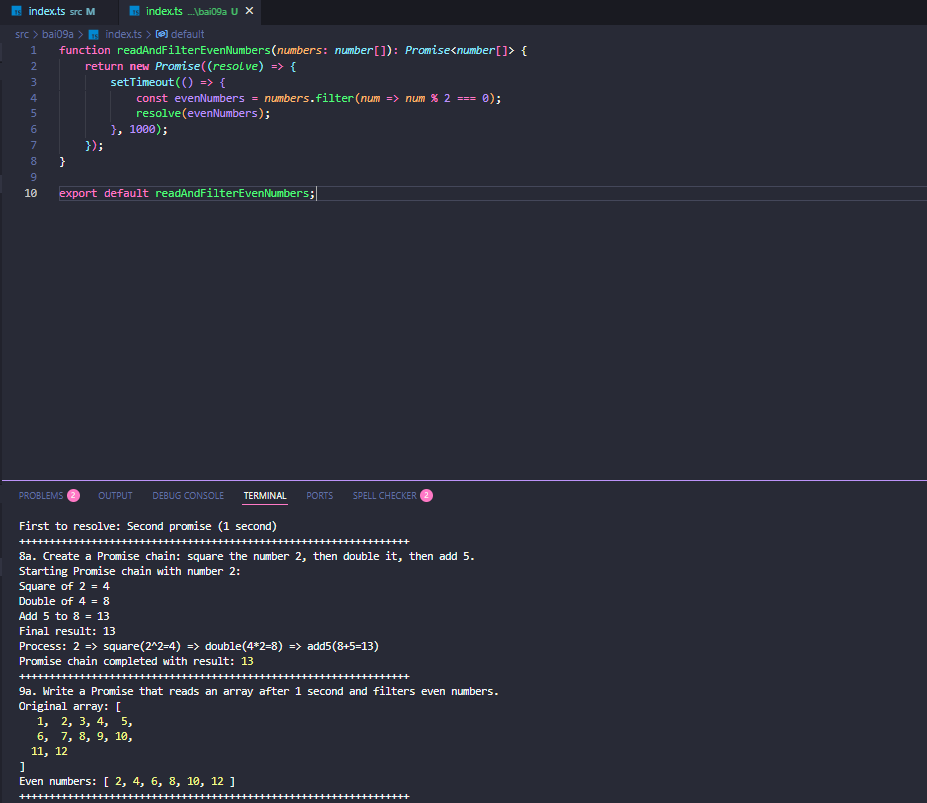 index.ts src M index.ts ...\bai09a U ✕
src > bai09a > index.ts > default
1 function readAndFilterEvenNumbers(numbers: number[]): Promise<number[]> {
2     return new Promise((resolve) => {
3         setTimeout(() => {
4             const evenNumbers = numbers.filter(num => num % 2 === 0);
5             resolve(evenNumbers);
6         }, 1000);
7     });
8 }
9
10 export default readAndFilterEvenNumbers;
PROBLEMS 2 OUTPUT DEBUG CONSOLE TERMINAL PORTS SPELL CHECKER 2
First to resolve: Second promise (1 second)
+++++++++++++++++++++++++++++++++++++++++++++++++++++++++++++++++
8a. Create a Promise chain: square the number 2, then double it, then add 5.
Starting Promise chain with number 2:
Square of 2 = 4
Double of 4 = 8
Add 5 to 8 = 13
Final result: 13
Process: 2 => square(2^2=4) => double(4*2=8) => add5(8+5=13)
Promise chain completed with result: 13
+++++++++++++++++++++++++++++++++++++++++++++++++++++++++++++++++
9a. Write a Promise that reads an array after 1 second and filters even numbers.
Original array: [
   1,  2, 3, 4,  5,
   6,  7, 8, 9, 10,
  11, 12
]
Even numbers: [ 2, 4, 6, 8, 10, 12 ]
+++++++++++++++++++++++++++++++++++++++++++++++++++++++++++++++++